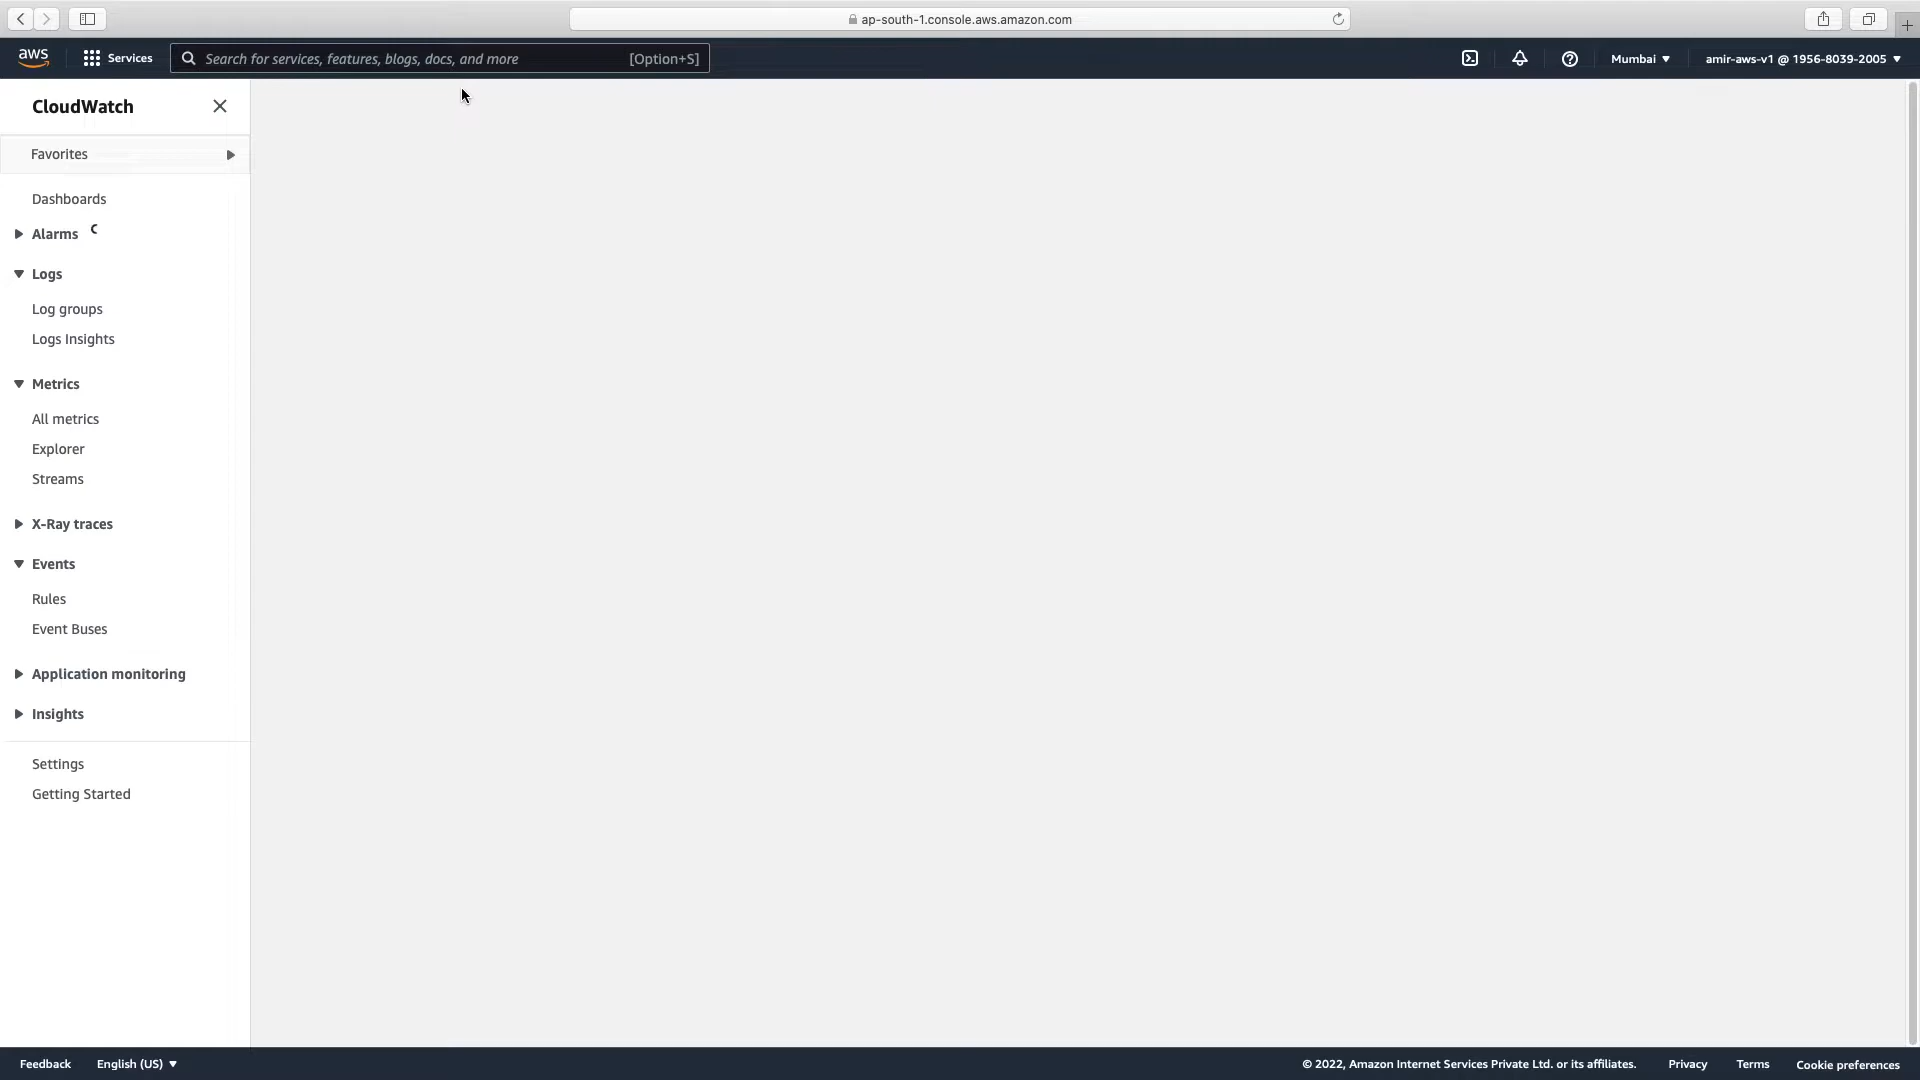 ap-south-1.console.aws.amazon.com
aws
Services
Search for services, features, blogs, docs, and more
[Option+S]
Mumbai
amir-aws-v1 @ 1956-8039-2005
CloudWatch
Favorites
Dashboards
Alarms
Logs
Log groups
Logs Insights
Metrics
All metrics
Explorer
Streams
X-Ray traces
Events
Rules
Event Buses
Application monitoring
Insights
Settings
Getting Started
Feedback
English (US)
© 2022, Amazon Internet Services Private Ltd. or its affiliates.
Privacy
Terms
Cookie preferences